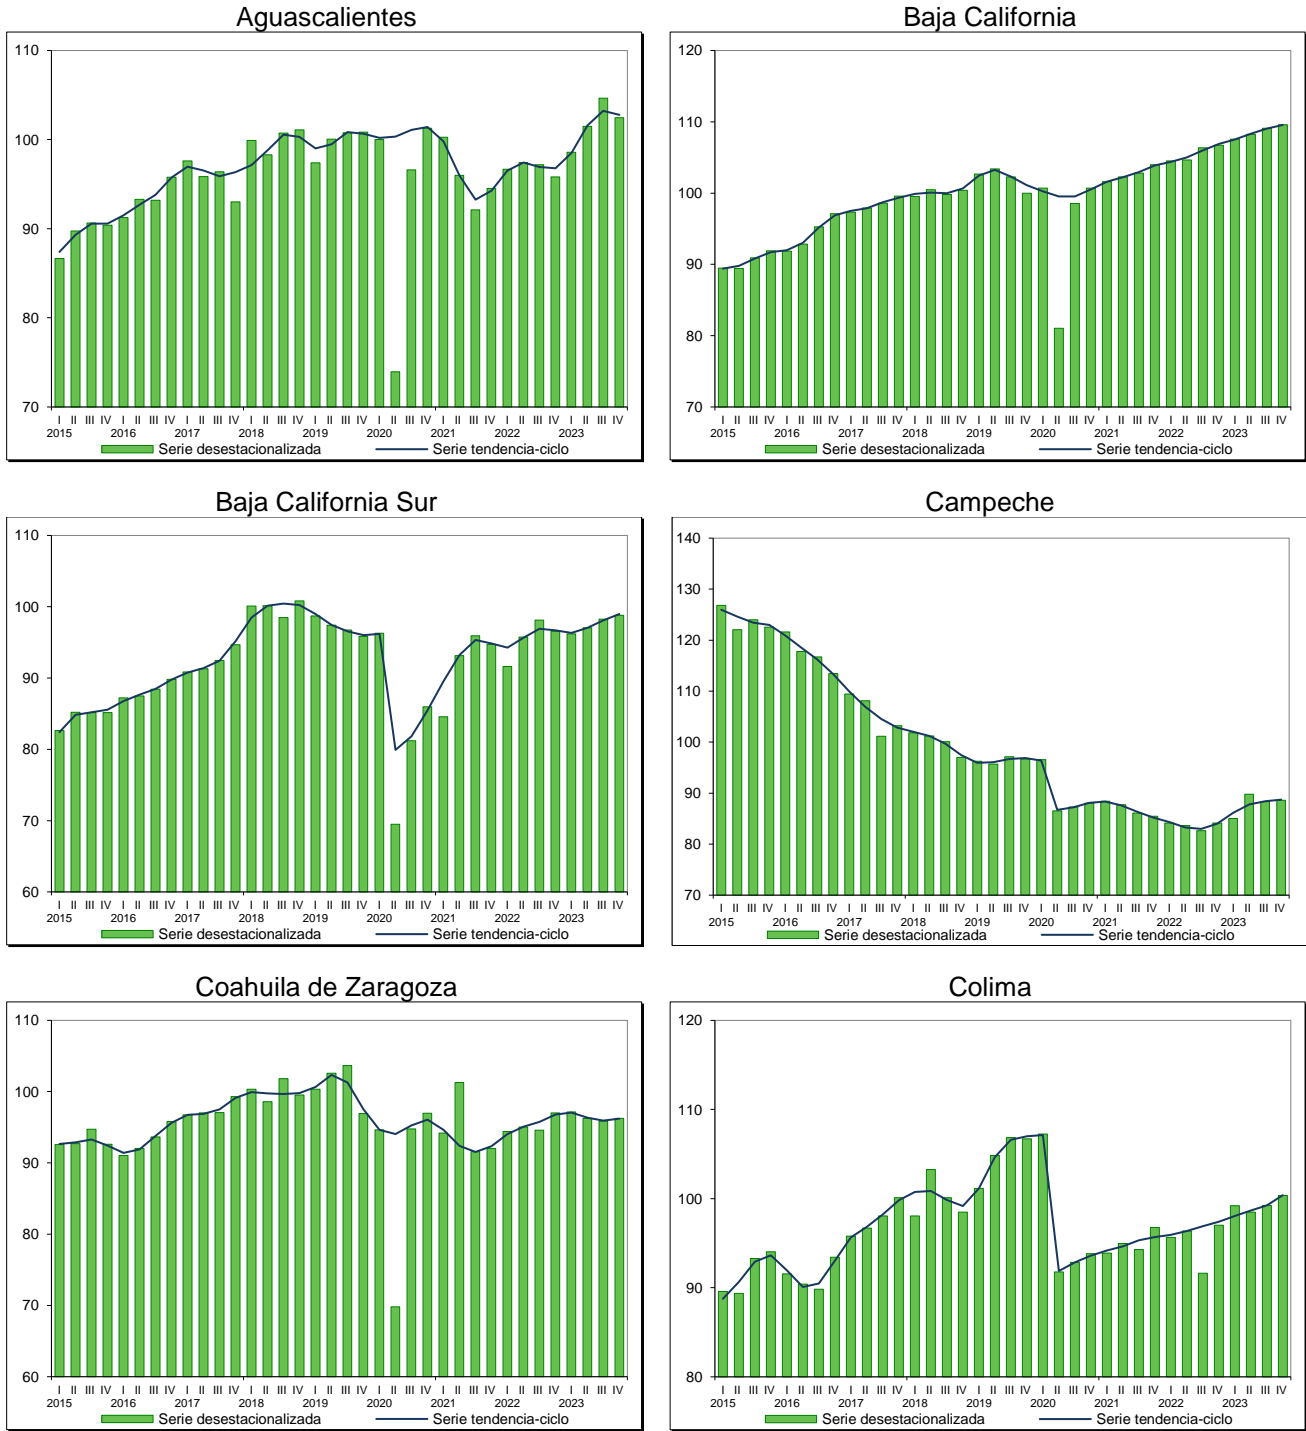 Aguascalientes
110
100
90
80
70
I II III IV I II III IV I II III IV I II III IV I II III IV I II III IV I II III IV I II III IV I II III IV
2015 2016 2017 2018 2019 2020 2021 2022 2023
Serie desestacionalizada Serie tendencia-ciclo
Baja California
120
110
100
90
80
70
I II III IV I II III IV I II III IV I II III IV I II III IV I II III IV I II III IV I II III IV I II III IV
2015 2016 2017 2018 2019 2020 2021 2022 2023
Serie desestacionalizada Serie tendencia-ciclo
Baja California Sur
110
100
90
80
70
60
I II III IV I II III IV I II III IV I II III IV I II III IV I II III IV I II III IV I II III IV I II III IV
2015 2016 2017 2018 2019 2020 2021 2022 2023
Serie desestacionalizada Serie tendencia-ciclo
Campeche
140
130
120
110
100
90
80
70
I II III IV I II III IV I II III IV I II III IV I II III IV I II III IV I II III IV I II III IV I II III IV
2015 2016 2017 2018 2019 2020 2021 2022 2023
Serie desestacionalizada Serie tendencia-ciclo
Coahuila de Zaragoza
110
100
90
80
70
60
I II III IV I II III IV I II III IV I II III IV I II III IV I II III IV I II III IV I II III IV I II III IV
2015 2016 2017 2018 2019 2020 2021 2022 2023
Serie desestacionalizada Serie tendencia-ciclo
Colima
120
110
100
90
80
I II III IV I II III IV I II III IV I II III IV I II III IV I II III IV I II III IV I II III IV I II III IV
2015 2016 2017 2018 2019 2020 2021 2022 2023
Serie desestacionalizada Serie tendencia-ciclo